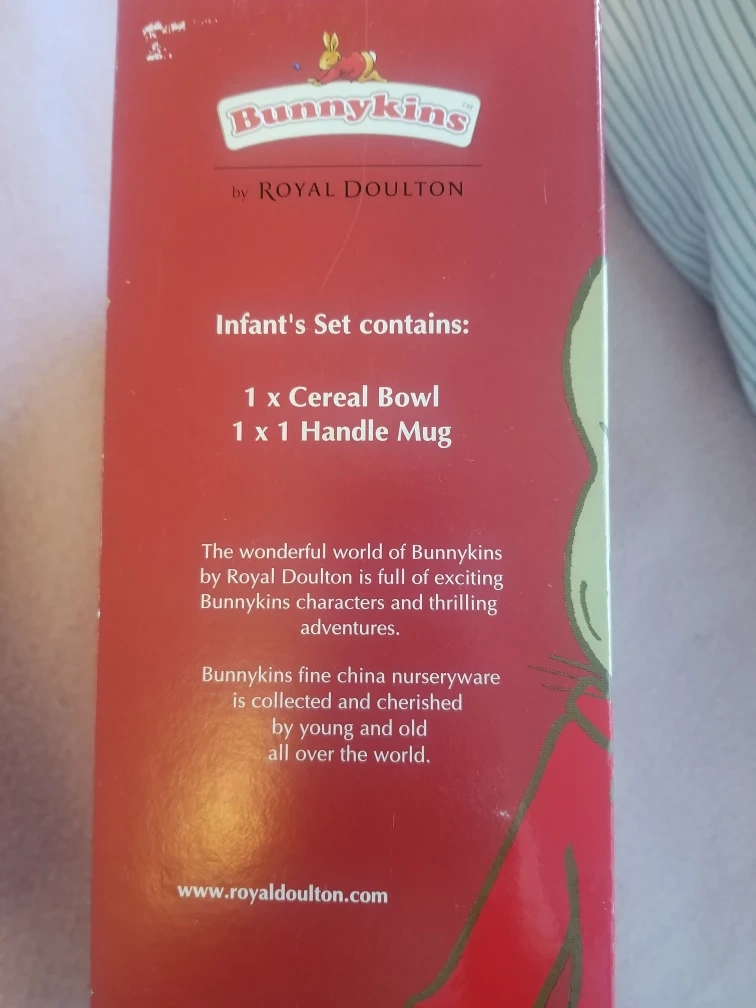 Bunnykins™
by ROYAL DOULTON
Infant's Set contains:
1 x Cereal Bowl
1 x 1 Handle Mug
The wonderful world of Bunnykins
by Royal Doulton is full of exciting
Bunnykins characters and thrilling
adventures.
Bunnykins fine china nurseryware
is collected and cherished
by young and old
all over the world.
www.royaldoulton.com